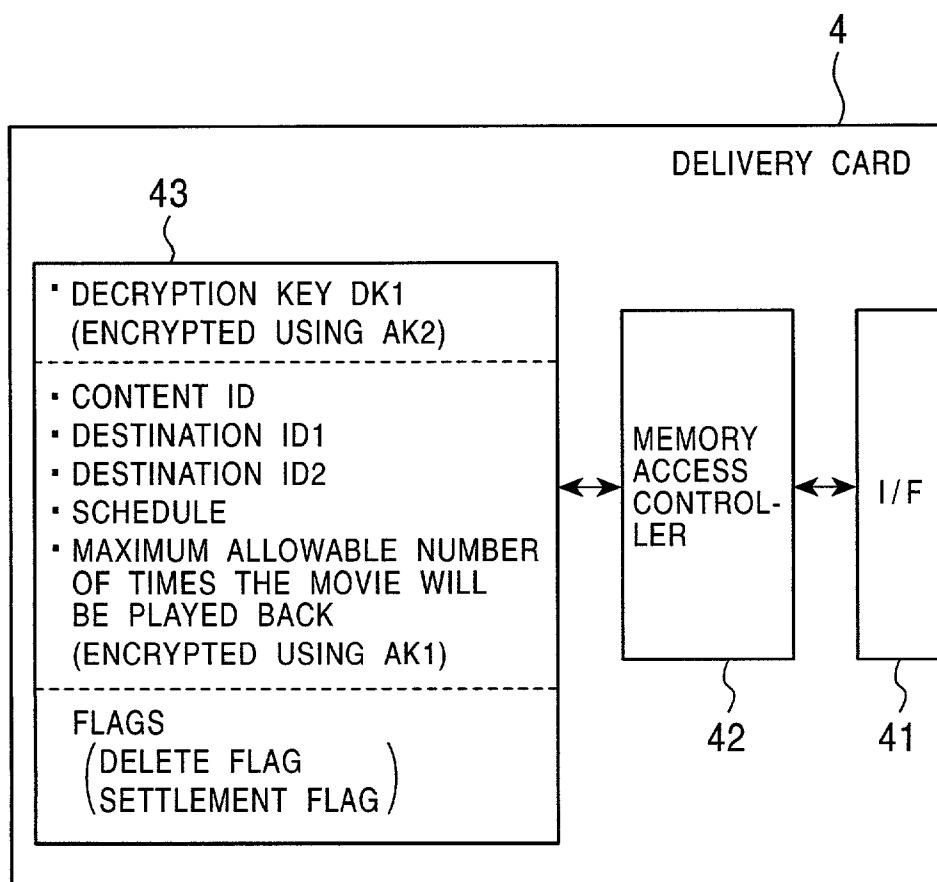 4
DELIVERY CARD
43
▪ DECRYPTION KEY DK1
(ENCRYPTED USING AK2)
▪ CONTENT ID
▪ DESTINATION ID1
▪ DESTINATION ID2
▪ SCHEDULE
▪ MAXIMUM ALLOWABLE NUMBER
OF TIMES THE MOVIE WILL
BE PLAYED BACK
(ENCRYPTED USING AK1)
FLAGS
(DELETE FLAG
SETTLEMENT FLAG)
MEMORY
ACCESS
CONTROL-
LER
I/F
42
41